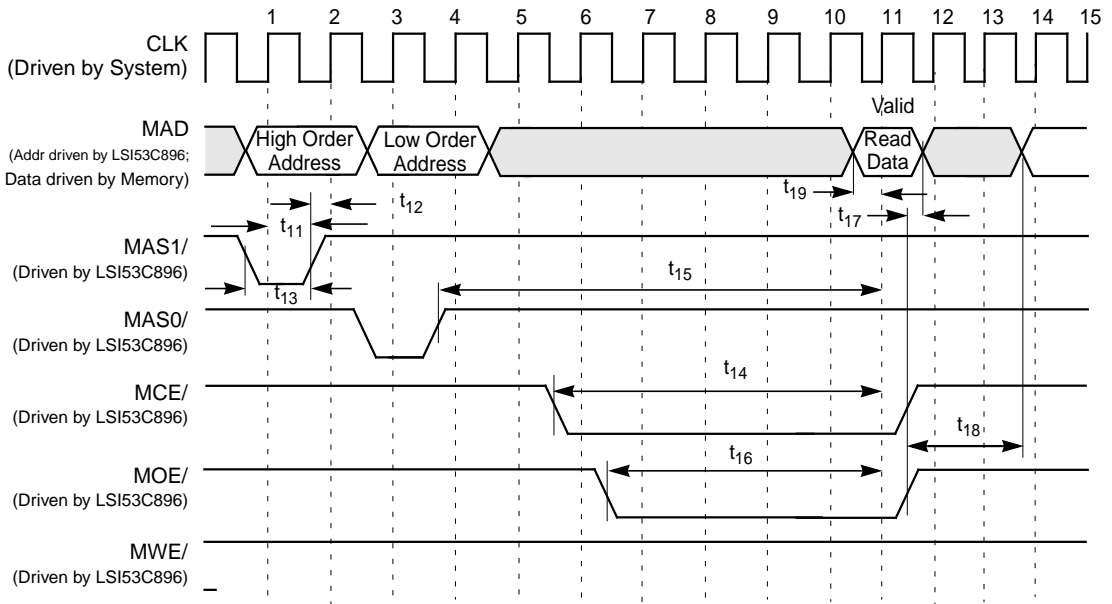 1 2 3 4 5 6 7 8 9 10 11 12 13 14 15
CLK
(Driven by System)
Valid
MAD
(Addr driven by LSI53C896;
Data driven by Memory)
High Order
Address
Low Order
Address
Read
Data
t19
t12
t17
t11
MAS1/
(Driven by LSI53C896)
t15
t13
MAS0/
(Driven by LSI53C896)
t14
MCE/
(Driven by LSI53C896)
t18
t16
MOE/
(Driven by LSI53C896)
MWE/
(Driven by LSI53C896)